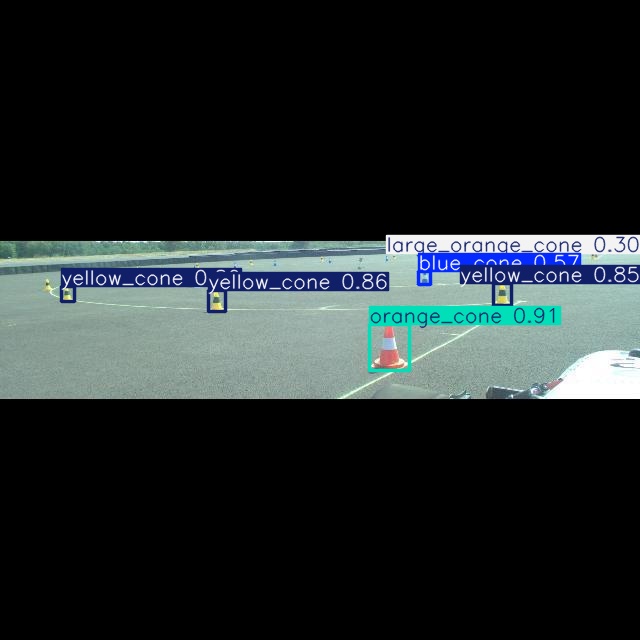 large_orange_cone 0.30
blue_cone 0.57
yellow_cone
yellow_cone 0.86
yellow_cone 0.85
orange_cone 0.91